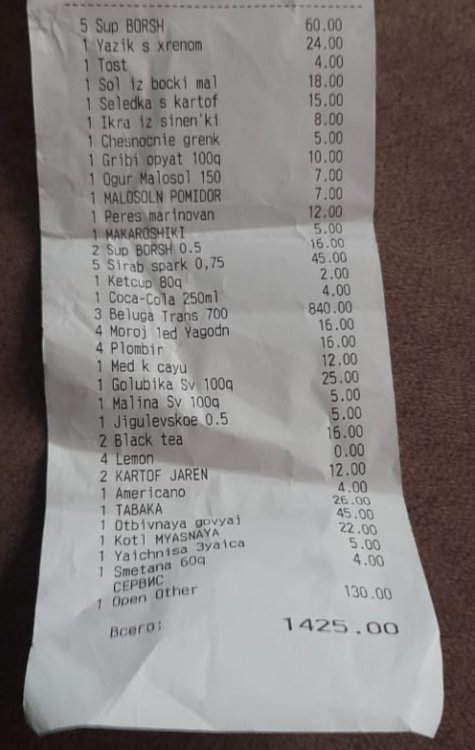 5 Sup BORSH 60.00
1 Yazik s xrenom 24.00
1 Tost 4.00
1 Sol iz bocki mal 18.00
1 Seledka s kartof 15.00
1 Ikra iz sinen'ki 8.00
1 Chesnocnie grenk 5.00
1 Gribi opyat 100q 10.00
1 Ogur Malosol 150 7.00
1 MALOSOLN POMIDOR 7.00
1 Peres marinovan 12.00
1 MAKAROSHIKI 5.00
2 Sup BORSH 0.5 16.00
5 Sirab spark 0,75 45.00
1 Ketcup 80q 2.00
1 Coca-Cola 250ml 4.00
3 Beluga Trans 700 840.00
4 Moroj led Yagodn 16.00
4 Plombir 16.00
1 Med k cayu 12.00
1 Golubika Sv 100q 25.00
1 Malina Sv 100q 5.00
1 Jigulevskoe 0.5 5.00
2 Black tea 16.00
4 Lemon 0.00
2 KARTOF JAREN 12.00
1 Americano 4.00
1 TABAKA 26.00
1 Otbivnaya govyaj 45.00
1 Kotl MYASNAYA 22.00
1 Yaichnisa 3yaica 5.00
1 Smetana 60q 4.00
СЕРВИС
1 Open Other 130.00
Всего: 1425.00